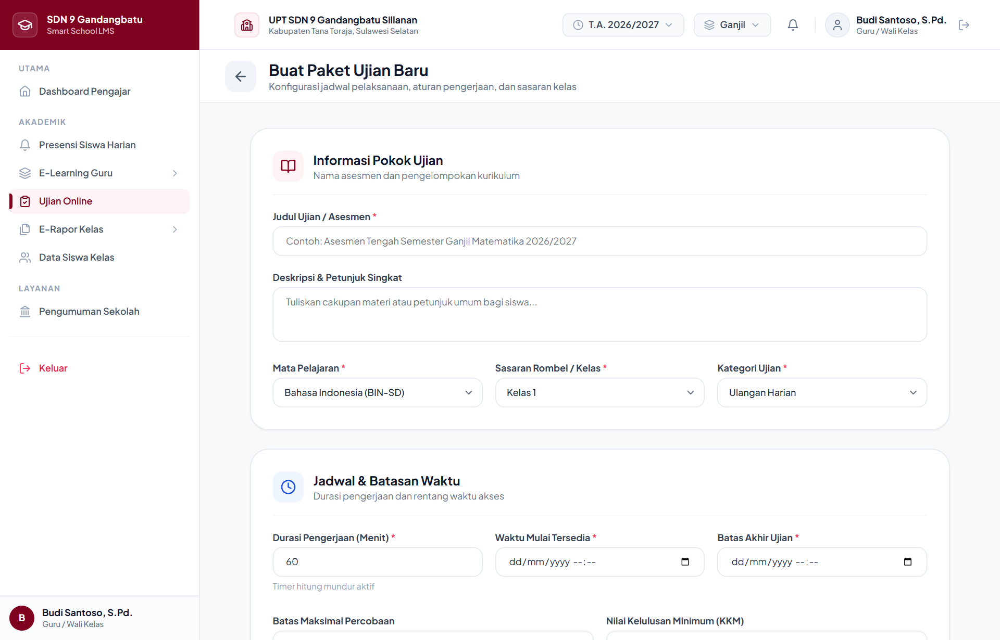 SDN 9 Gandangbatu
Smart School LMS
UTAMA
Dashboard Pengajar
AKADEMIK
Presensi Siswa Harian
E-Learning Guru
Ujian Online
E-Rapor Kelas
Data Siswa Kelas
LAYANAN
Pengumuman Sekolah
Keluar
B
Budi Santoso, S.Pd.
Guru / Wali Kelas
UPT SDN 9 Gandangbatu Sillanan
Kabupaten Tana Toraja, Sulawesi Selatan
T.A. 2026/2027
Ganjil
Budi Santoso, S.Pd.
Guru / Wali Kelas
Buat Paket Ujian Baru
Konfigurasi jadwal pelaksanaan, aturan pengerjaan, dan sasaran kelas
Informasi Pokok Ujian
Nama asesmen dan pengelompokan kurikulum
Judul Ujian / Asesmen *
Contoh: Asesmen Tengah Semester Ganjil Matematika 2026/2027
Deskripsi & Petunjuk Singkat
Tuliskan cakupan materi atau petunjuk umum bagi siswa...
Mata Pelajaran *
Bahasa Indonesia (BIN-SD)
Sasaran Rombel / Kelas *
Kelas 1
Kategori Ujian *
Ulangan Harian
Jadwal & Batasan Waktu
Durasi pengerjaan dan rentang waktu akses
Durasi Pengerjaan (Menit) *
60
Timer hitung mundur aktif
Waktu Mulai Tersedia *
dd/mm/yyyy --:--
Batas Akhir Ujian *
dd/mm/yyyy --:--
Batas Maksimal Percobaan
Nilai Kelulusan Minimum (KKM)